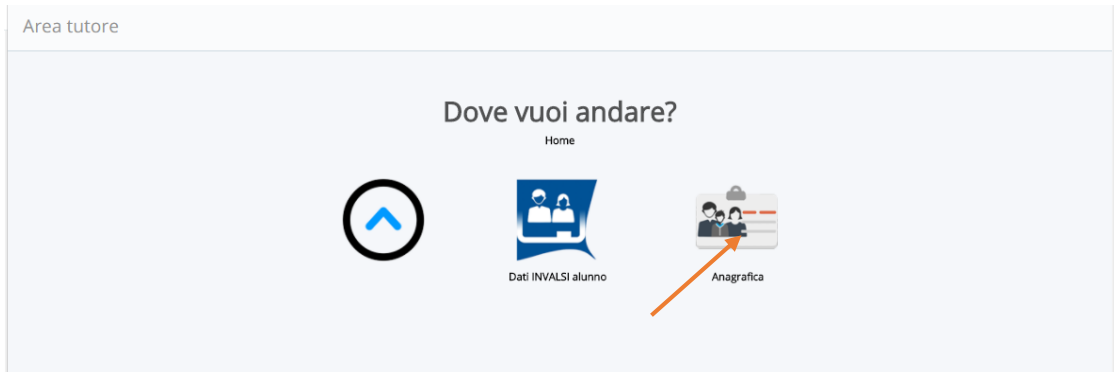 Area tutore
Dove vuoi andare?
Home
Dati INVALSI alunno
Anagrafica